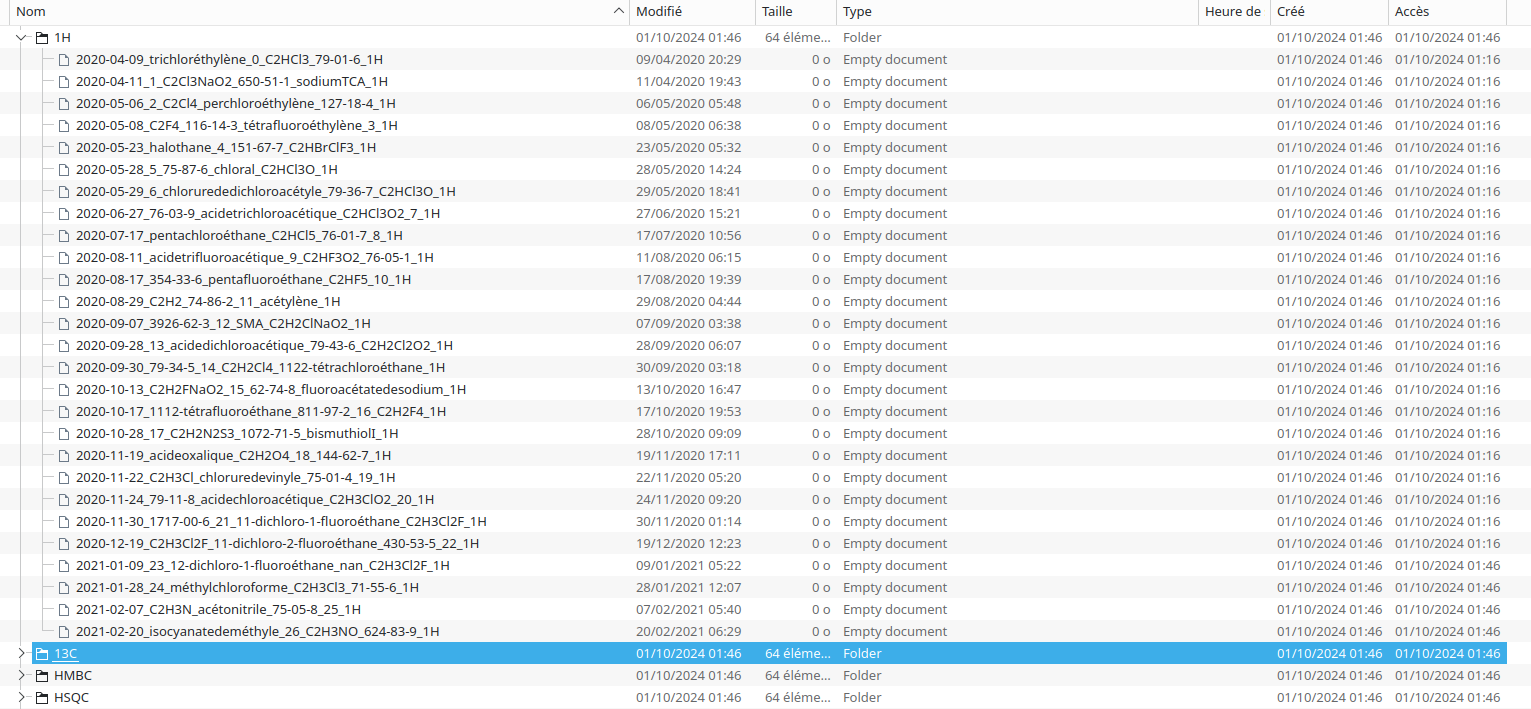 Nom Modifié Taille Type Heure de Créé Accès
1H 01/10/2024 01:46 64 éléme... Folder 01/10/2024 01:46 01/10/2024 01:46
2020-04-09_trichloréthylène_0_C2HCl3_79-01-6_1H 09/04/2020 20:29 0 o Empty document 01/10/2024 01:46 01/10/2024 01:16
2020-04-11_1_C2Cl3NaO2_650-51-1_sodiumTCA_1H 11/04/2020 19:43 0 o Empty document 01/10/2024 01:46 01/10/2024 01:16
2020-05-06_2_C2Cl4_perchloroéthylène_127-18-4_1H 06/05/2020 05:48 0 o Empty document 01/10/2024 01:46 01/10/2024 01:16
2020-05-08_C2F4_116-14-3_tétrafluoroéthylène_3_1H 08/05/2020 06:38 0 o Empty document 01/10/2024 01:46 01/10/2024 01:16
2020-05-23_halothane_4_151-67-7_C2HBrClF3_1H 23/05/2020 05:32 0 o Empty document 01/10/2024 01:46 01/10/2024 01:16
2020-05-28_5_75-87-6_chloral_C2HCl3O_1H 28/05/2020 14:24 0 o Empty document 01/10/2024 01:46 01/10/2024 01:16
2020-05-29_6_chlorurededichloroacétyle_79-36-7_C2HCl3O_1H 29/05/2020 18:41 0 o Empty document 01/10/2024 01:46 01/10/2024 01:16
2020-06-27_76-03-9_acidetrichloroacétique_C2HCl3O2_7_1H 27/06/2020 15:21 0 o Empty document 01/10/2024 01:46 01/10/2024 01:16
2020-07-17_pentachloroéthane_C2HCl5_76-01-7_8_1H 17/07/2020 10:56 0 o Empty document 01/10/2024 01:46 01/10/2024 01:16
2020-08-11_acidetrifluoroacétique_9_C2HF3O2_76-05-1_1H 11/08/2020 06:15 0 o Empty document 01/10/2024 01:46 01/10/2024 01:16
2020-08-17_354-33-6_pentafluoroéthane_C2HF5_10_1H 17/08/2020 19:39 0 o Empty document 01/10/2024 01:46 01/10/2024 01:16
2020-08-29_C2H2_74-86-2_11_acétylène_1H 29/08/2020 04:44 0 o Empty document 01/10/2024 01:46 01/10/2024 01:16
2020-09-07_3926-62-3_12_SMA_C2H2ClNaO2_1H 07/09/2020 03:38 0 o Empty document 01/10/2024 01:46 01/10/2024 01:16
2020-09-28_13_acidedichloroacétique_79-43-6_C2H2Cl2O2_1H 28/09/2020 06:07 0 o Empty document 01/10/2024 01:46 01/10/2024 01:16
2020-09-30_79-34-5_14_C2H2Cl4_1122-tétrachloroéthane_1H 30/09/2020 03:18 0 o Empty document 01/10/2024 01:46 01/10/2024 01:16
2020-10-13_C2H2FNaO2_15_62-74-8_fluoroacétatedesodium_1H 13/10/2020 16:47 0 o Empty document 01/10/2024 01:46 01/10/2024 01:16
2020-10-17_1112-tétrafluoroéthane_811-97-2_16_C2H2F4_1H 17/10/2020 19:53 0 o Empty document 01/10/2024 01:46 01/10/2024 01:16
2020-10-28_17_C2H2N2S3_1072-71-5_bismuthiolI_1H 28/10/2020 09:09 0 o Empty document 01/10/2024 01:46 01/10/2024 01:16
2020-11-19_acideoxalique_C2H2O4_18_144-62-7_1H 19/11/2020 17:11 0 o Empty document 01/10/2024 01:46 01/10/2024 01:16
2020-11-22_C2H3Cl_chloruredevinyle_75-01-4_19_1H 22/11/2020 05:20 0 o Empty document 01/10/2024 01:46 01/10/2024 01:16
2020-11-24_79-11-8_acidechloroacétique_C2H3ClO2_20_1H 24/11/2020 09:20 0 o Empty document 01/10/2024 01:46 01/10/2024 01:16
2020-11-30_1717-00-6_21_11-dichloro-1-fluoroéthane_C2H3Cl2F_1H 30/11/2020 01:14 0 o Empty document 01/10/2024 01:46 01/10/2024 01:16
2020-12-19_C2H3Cl2F_11-dichloro-2-fluoroéthane_430-53-5_22_1H 19/12/2020 12:23 0 o Empty document 01/10/2024 01:46 01/10/2024 01:16
2021-01-09_23_12-dichloro-1-fluoroéthane_nan_C2H3Cl2F_1H 09/01/2021 05:22 0 o Empty document 01/10/2024 01:46 01/10/2024 01:46
2021-01-28_24_méthylchloroforme_C2H3Cl3_71-55-6_1H 28/01/2021 12:07 0 o Empty document 01/10/2024 01:46 01/10/2024 01:46
2021-02-07_C2H3N_acétonitrile_75-05-8_25_1H 07/02/2021 05:40 0 o Empty document 01/10/2024 01:46 01/10/2024 01:46
2021-02-20_isocyanatedeméthyle_26_C2H3NO_624-83-9_1H 20/02/2021 06:29 0 o Empty document 01/10/2024 01:46 01/10/2024 01:46
13C 01/10/2024 01:46 64 éléme... Folder 01/10/2024 01:46 01/10/2024 01:46
HMBC 01/10/2024 01:46 64 éléme... Folder 01/10/2024 01:46 01/10/2024 01:46
HSQC 01/10/2024 01:46 64 éléme... Folder 01/10/2024 01:46 01/10/2024 01:46